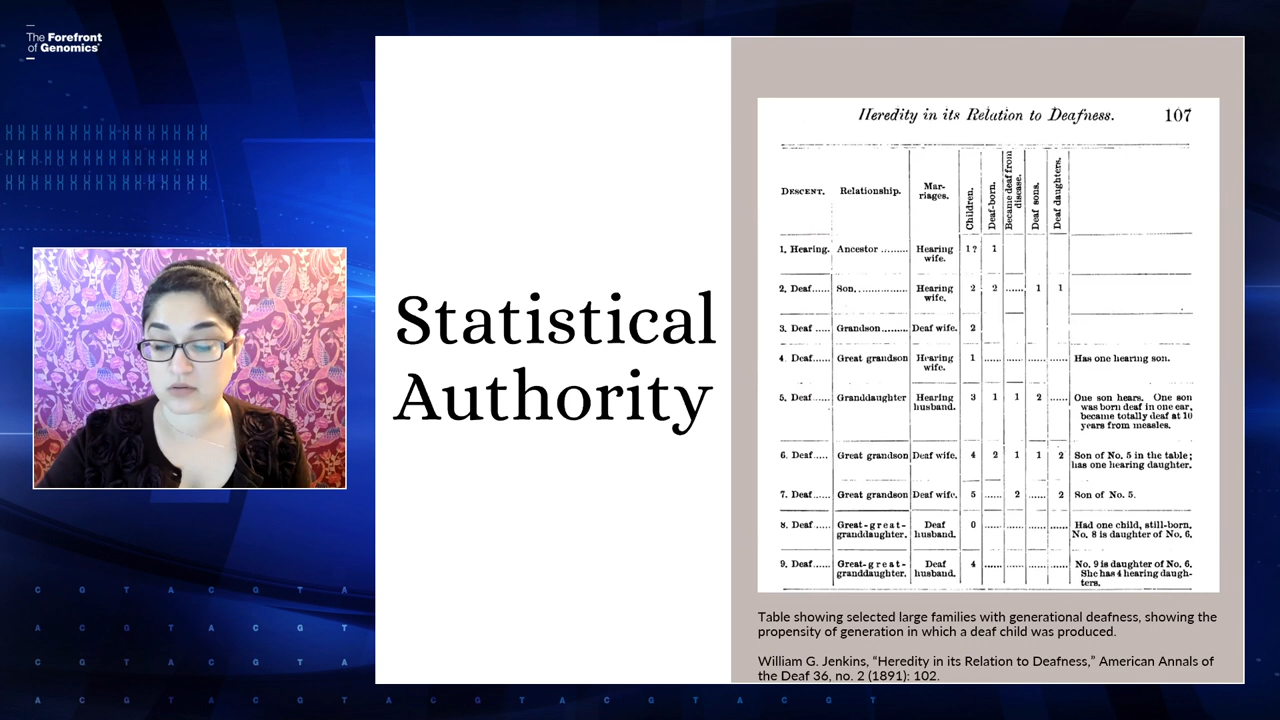 The Forefront
of Genomics®
Statistical
Authority
Heredity in its Relation to Deafness. 107
DESCENT. Relationship. Mar-riages. Children. Deaf-born. Became deaf from disease. Deaf sons. Deaf daughters.
1. Hearing. Ancestor ......... Hearing wife. 1? 1
2. Deaf...... Son. .............. Hearing wife. 2 2 ...... 1 1
3. Deaf ..... Grandson......... Deaf wife. 2
4. Deaf...... Great grandson Hearing wife. 1 ...... ...... ...... ...... Has one hearing son.
5. Deaf ...... Granddaughter Hearing husband. 3 1 1 2 ...... One son hears. One son was born deaf in one ear, became totally deaf at 10 years from measles.
6. Deaf..... Great grandson Deaf wife. 4 2 1 1 2 Son of No. 5 in the table; has one hearing daughter.
7. Deaf ...... Great grandson Deaf wife. 5 ...... 2 ...... 2 Son of No. 5.
8. Deaf ...... Great-great-granddaughter. Deaf husband. 0 ...... ...... ...... ...... Had one child, still-born. No. 8 is daughter of No. 6.
9. Deaf...... Great-great-granddaughter. Deaf husband. 4 ...... ...... ...... ...... No. 9 is daughter of No. 6. She has 4 hearing daugh-ters.
Table showing selected large families with generational deafness, showing the
propensity of generation in which a deaf child was produced.
William G. Jenkins, “Heredity in its Relation to Deafness,” American Annals of
the Deaf 36, no. 2 (1891): 102.
C G T A C G T A
A C G T A C G T
C G T A C G T A
A C G T A C G T A C G T A C G T A C G T